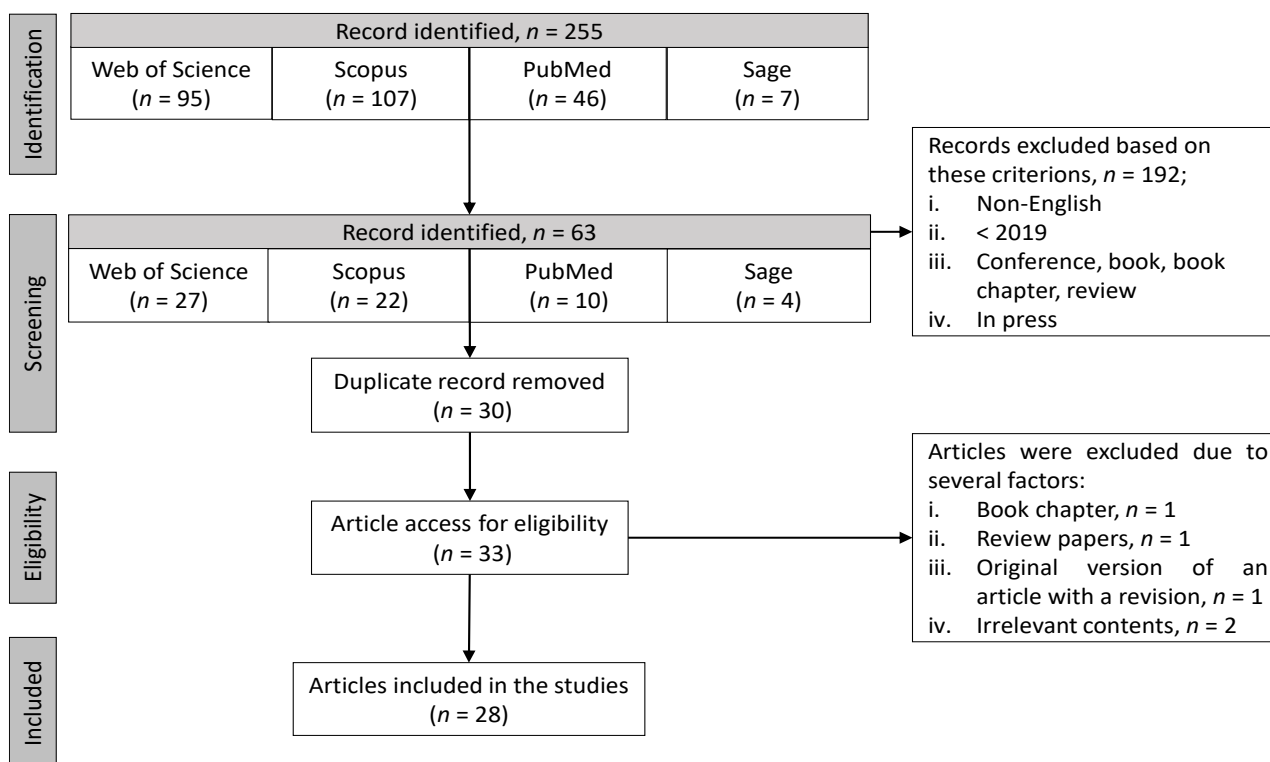 Identification
Record identified, n = 255
Web of Science
(n = 95)
Scopus
(n = 107)
PubMed
(n = 46)
Sage
(n = 7)
Records excluded based on
these criterions, n = 192;
i. Non-English
ii. < 2019
iii. Conference, book, book
chapter, review
iv. In press
Screening
Record identified, n = 63
Web of Science
(n = 27)
Scopus
(n = 22)
PubMed
(n = 10)
Sage
(n = 4)
Duplicate record removed
(n = 30)
Eligibility
Article access for eligibility
(n = 33)
Articles were excluded due to
several factors:
i. Book chapter, n = 1
ii. Review papers, n = 1
iii. Original version of an
article with a revision, n = 1
iv. Irrelevant contents, n = 2
Included
Articles included in the studies
(n = 28)